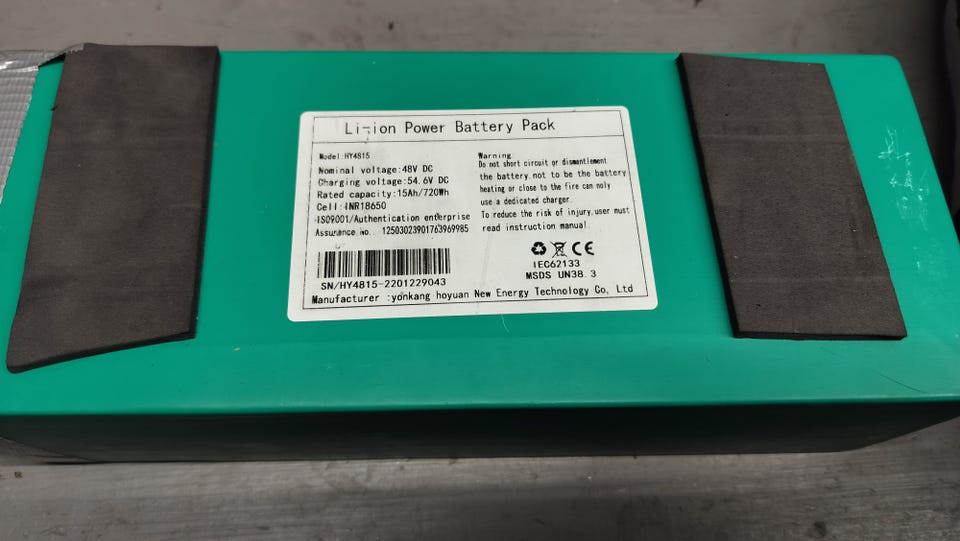 Li-ion Power Battery Pack
Model:HY4815
Nominal voltage:48V DC
Charging voltage:54.6V DC
Rated capacity:15Ah/720Wh
Cell:INR18650
ISO9001/Authentication enterprise
Assurance no. 12503023901763969985
SN/HY4815-2201229043
Warning
Do not short circuit or dismantlement
the battery.not to be the battery
heating or close to the fire can noly
use a dedicated charger.
To reduce the risk of injury.user must
read instruction manual.
CE
IEC62133
MSDS UN38.3
Manufacturer :yonkang hoyuan New Energy Technology Co, Ltd